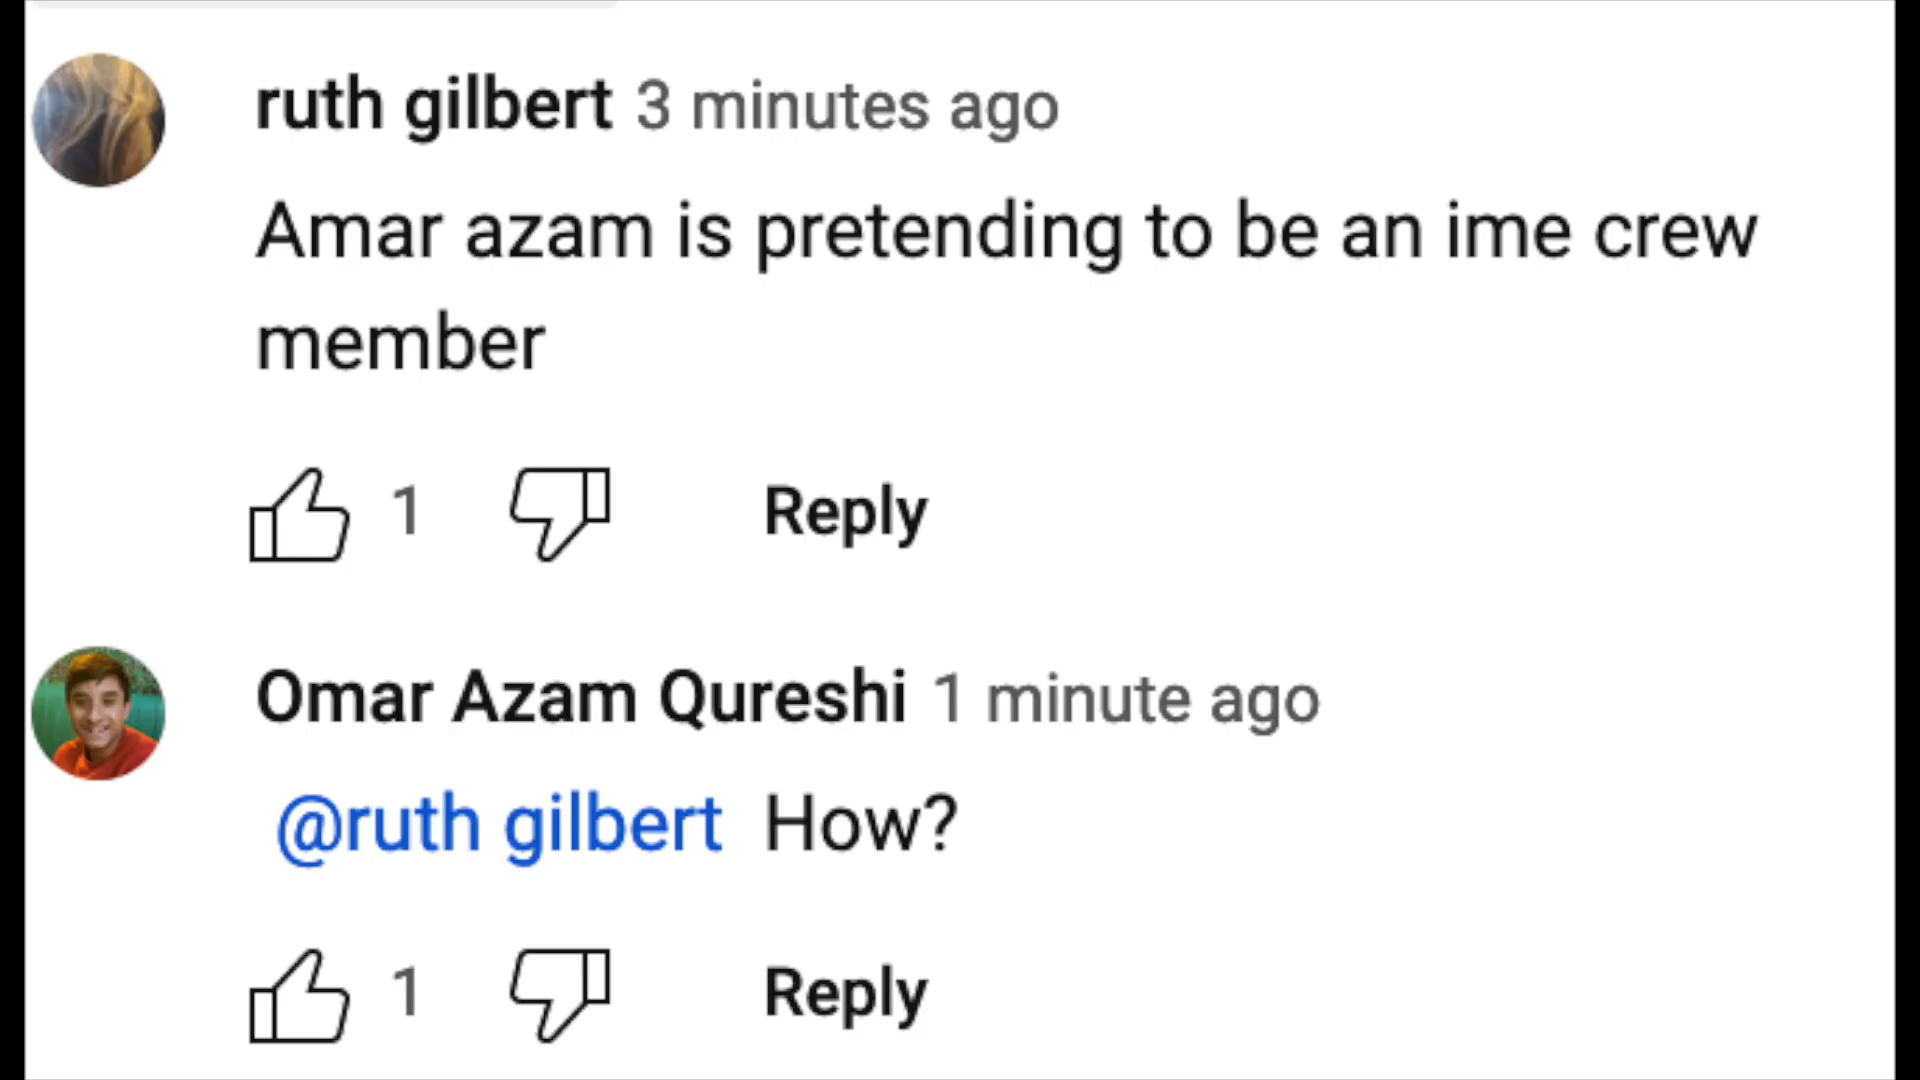 ruth gilbert 3 minutes ago
Amar azam is pretending to be an ime crew
member
1 Reply
Omar Azam Qureshi 1 minute ago
@ruth gilbert How?
1 Reply